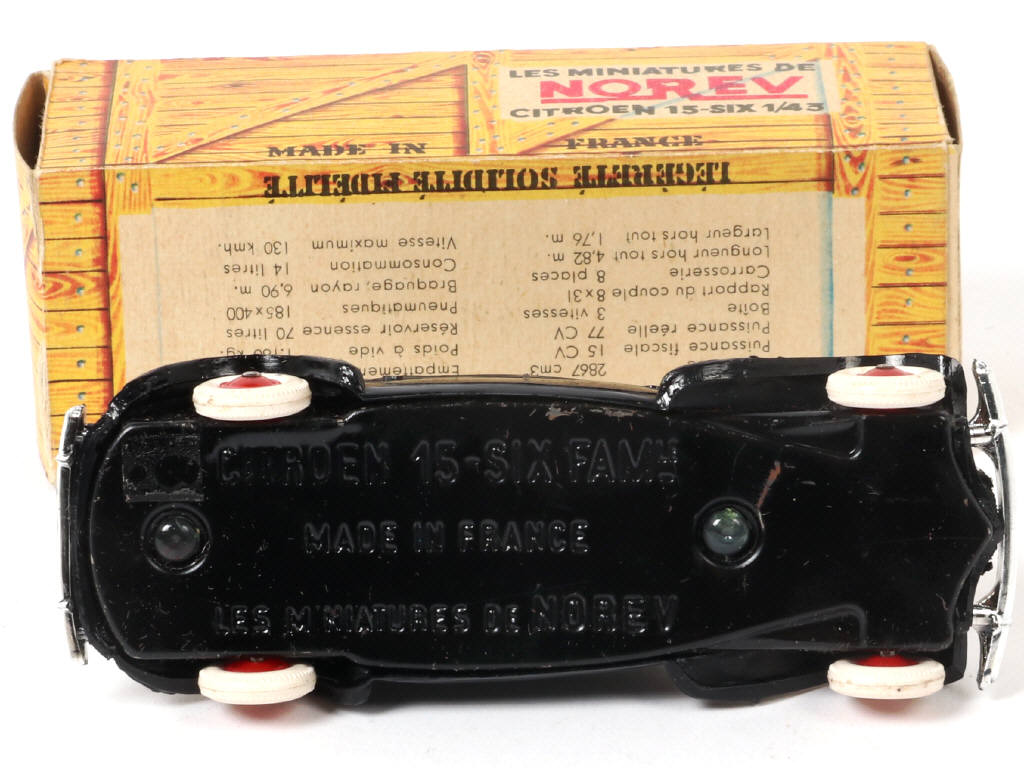 LES MINIATURES DE
NOREV
CITROEN 15-SIX 1/43
MADE IN FRANCE
LÉGÈRETÉ SOLIDITÉ FIDÉLITÉ
2867 cm3
Puissance fiscale 15 CV
Puissance réelle 77 CV
Boîte 3 vitesses
Rapport du couple 8x31
Carrosserie 8 places
Longueur hors tout 4,82 m.
Largeur hors tout 1,76 m.
Poids à vide kg.
Réservoir essence 70 litres
Pneumatiques 185x400
Braquage, rayon 6,90 m.
Consommation 14 litres
Vitesse maximum 130 kmh.
CITROEN 15-SIX FAMH
MADE IN FRANCE
LES MINIATURES DE NOREV